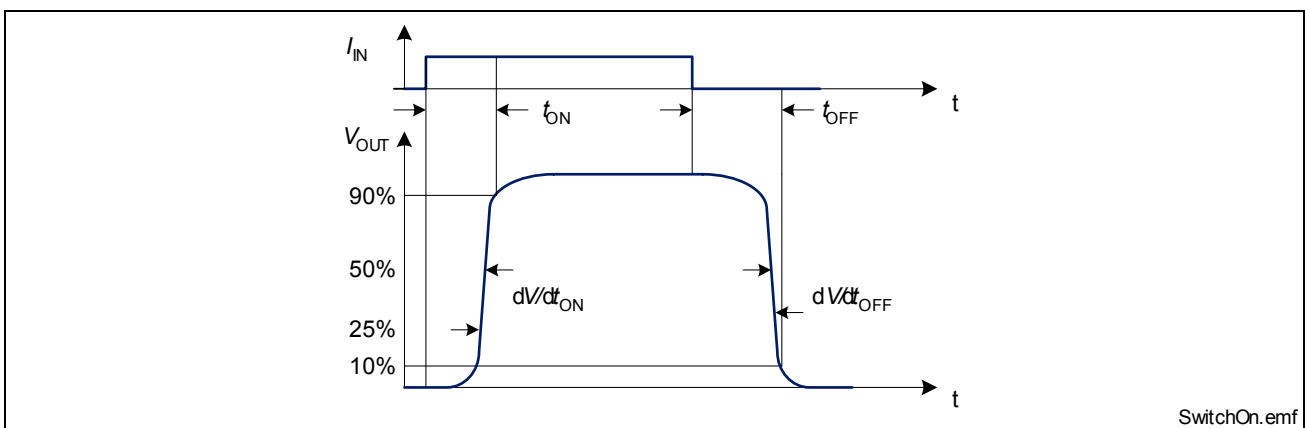 I_IN
t
t_ON
t_OFF
V_OUT
90%
50%
dV/dt_ON
dV/dt_OFF
25%
10%
t
SwitchOn.emf